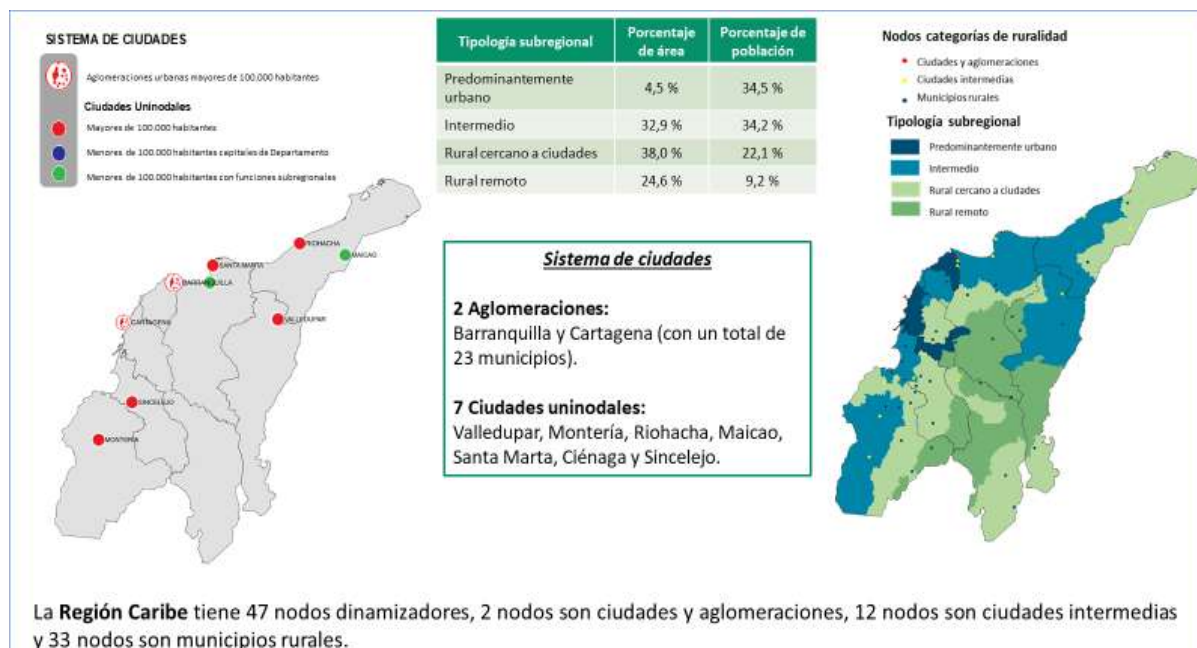 SISTEMA DE CIUDADES
Aglomeraciones urbanas mayores de 100.000 habitantes
Ciudades Uninodales
Mayores de 100.000 habitantes
Menores de 100.000 habitantes capitales de Departamento
Menores de 100.000 habitantes con funciones subregionales
RIOHACHA
MAICAO
SANTA MARTA
BARRANQUILLA
CARTAGENA
VALLEDUPAR
SINCELEJO
MONTERÍA
Tipología subregional Porcentaje de área Porcentaje de población
Predominantemente urbano 4,5 % 34,5 %
Intermedio 32,9 % 34,2 %
Rural cercano a ciudades 38,0 % 22,1 %
Rural remoto 24,6 % 9,2 %
Sistema de ciudades
2 Aglomeraciones:
Barranquilla y Cartagena (con un total de
23 municipios).
7 Ciudades uninodales:
Valledupar, Montería, Riohacha, Maicao,
Santa Marta, Ciénaga y Sincelejo.
Nodos categorías de ruralidad
Ciudades y aglomeraciones
Ciudades intermedias
Municipios rurales
Tipología subregional
Predominantemente urbano
Intermedio
Rural cercano a ciudades
Rural remoto
La Región Caribe tiene 47 nodos dinamizadores, 2 nodos son ciudades y aglomeraciones, 12 nodos son ciudades intermedias
y 33 nodos son municipios rurales.